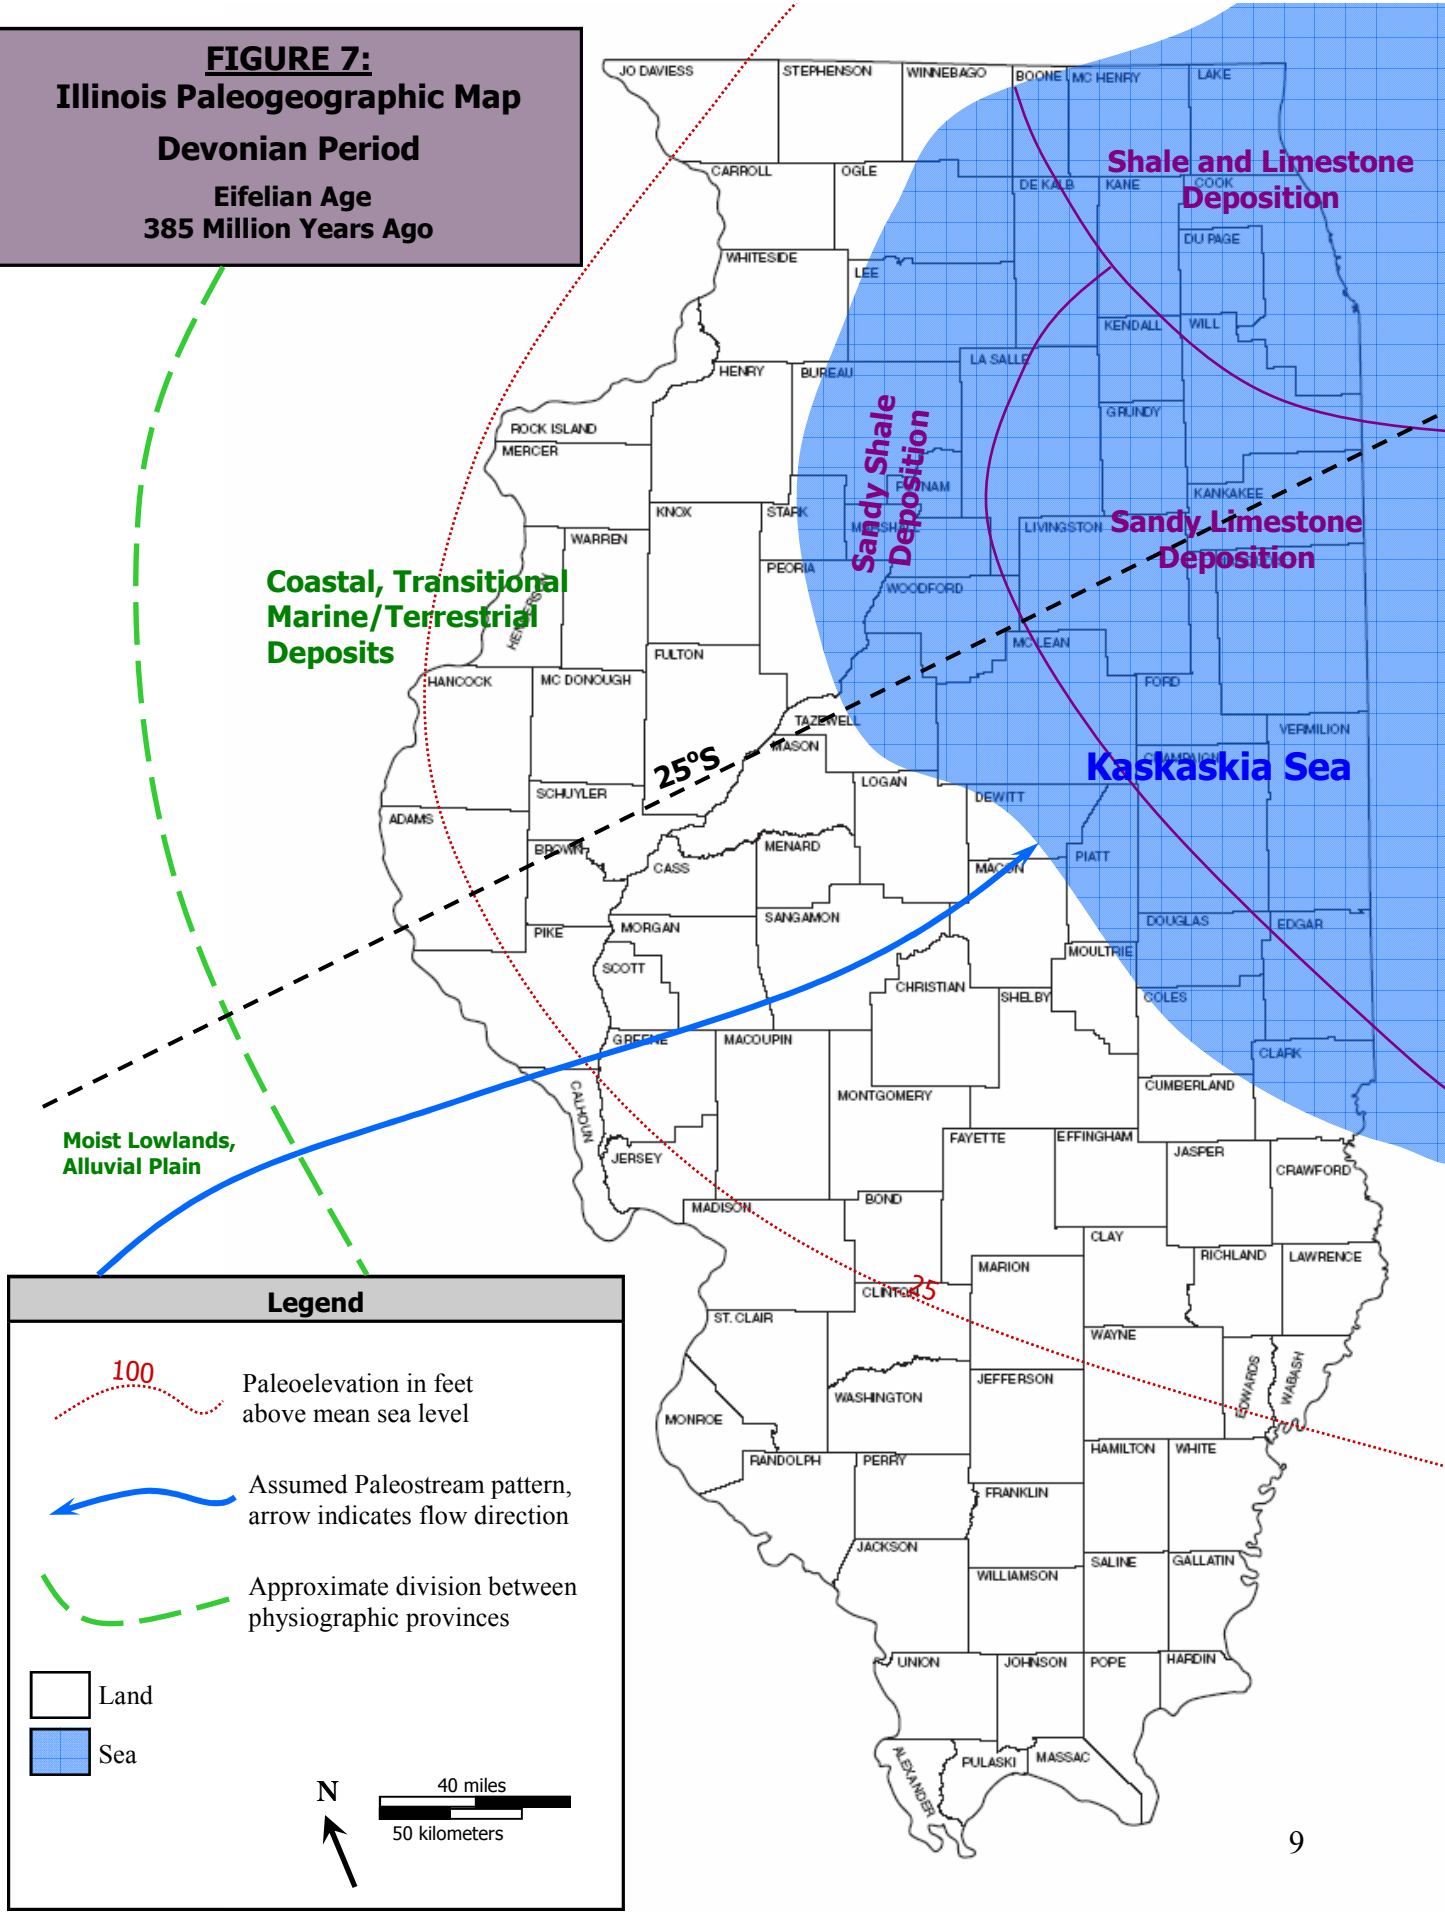 FIGURE 7:
Illinois Paleogeographic Map
Devonian Period
Eifelian Age
385 Million Years Ago
JO DAVIESS
STEPHENSON
WINNEBAGO
BOONE
MC HENRY
LAKE
Shale and Limestone
Deposition
CARROLL
OGLE
DE KALB
KANE
COOK
DU PAGE
WHITESIDE
LEE
KENDALL
WILL
HENRY
BUREAU
LA SALLE
ROCK ISLAND
MERCER
GRUNDY
Sandy Shale
Deposition
PUTNAM
KANKAKEE
KNOX
STARK
MARSHALL
LIVINGSTON
Sandy Limestone
Deposition
WARREN
HENDERSON
PEORIA
WOODFORD
Coastal, Transitional
Marine/Terrestrial
Deposits
FULTON
MC LEAN
HANCOCK
MC DONOUGH
FORD
TAZEWELL
MASON
VERMILION
CHAMPAIGN
Kaskaskia Sea
25ºS
SCHUYLER
LOGAN
DEWITT
ADAMS
BROWN
CASS
MENARD
MACON
PIATT
PIKE
MORGAN
SANGAMON
DOUGLAS
EDGAR
SCOTT
CHRISTIAN
MOULTRIE
SHELBY
COLES
GREENE
MACOUPIN
CLARK
CALHOUN
MONTGOMERY
CUMBERLAND
Moist Lowlands,
Alluvial Plain
JERSEY
FAYETTE
EFFINGHAM
JASPER
CRAWFORD
MADISON
BOND
CLAY
RICHLAND
LAWRENCE
MARION
CLINTON
25
ST. CLAIR
WAYNE
EDWARDS
WABASH
WASHINGTON
JEFFERSON
MONROE
RANDOLPH
PERRY
HAMILTON
WHITE
FRANKLIN
JACKSON
WILLIAMSON
SALINE
GALLATIN
UNION
JOHNSON
POPE
HARDIN
ALEXANDER
PULASKI
MASSAC
Legend
100
Paleoelevation in feet
above mean sea level
Assumed Paleostream pattern,
arrow indicates flow direction
Approximate division between
physiographic provinces
Land
Sea
N
40 miles
50 kilometers
9